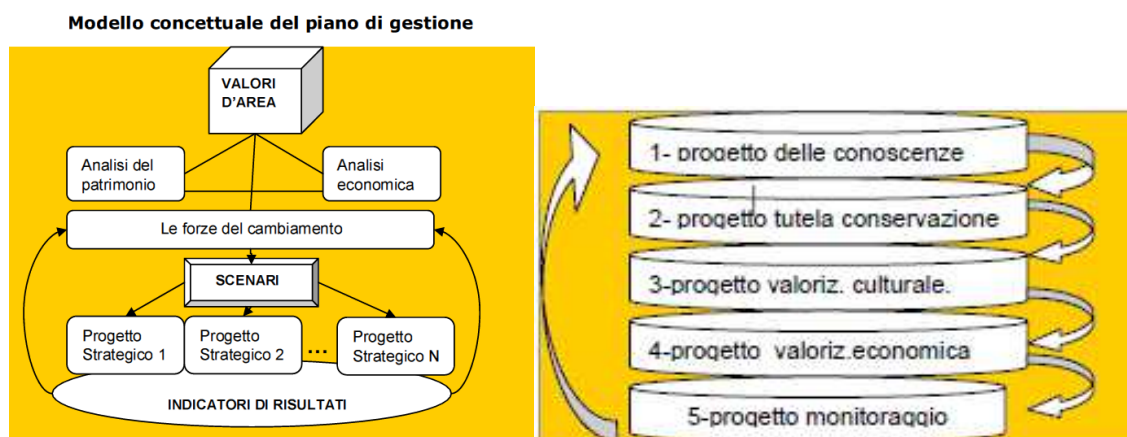 Modello concettuale del piano di gestione
VALORI
D'AREA
Analisi del
patrimonio
Analisi
economica
Le forze del cambiamento
SCENARI
Progetto
Strategico 1
Progetto
Strategico 2
...
Progetto
Strategico N
INDICATORI DI RISULTATI
1- progetto delle conoscenze
2- progetto tutela conservazione
3-progetto valoriz. culturale.
4-progetto valoriz.economica
5-progetto monitoraggio